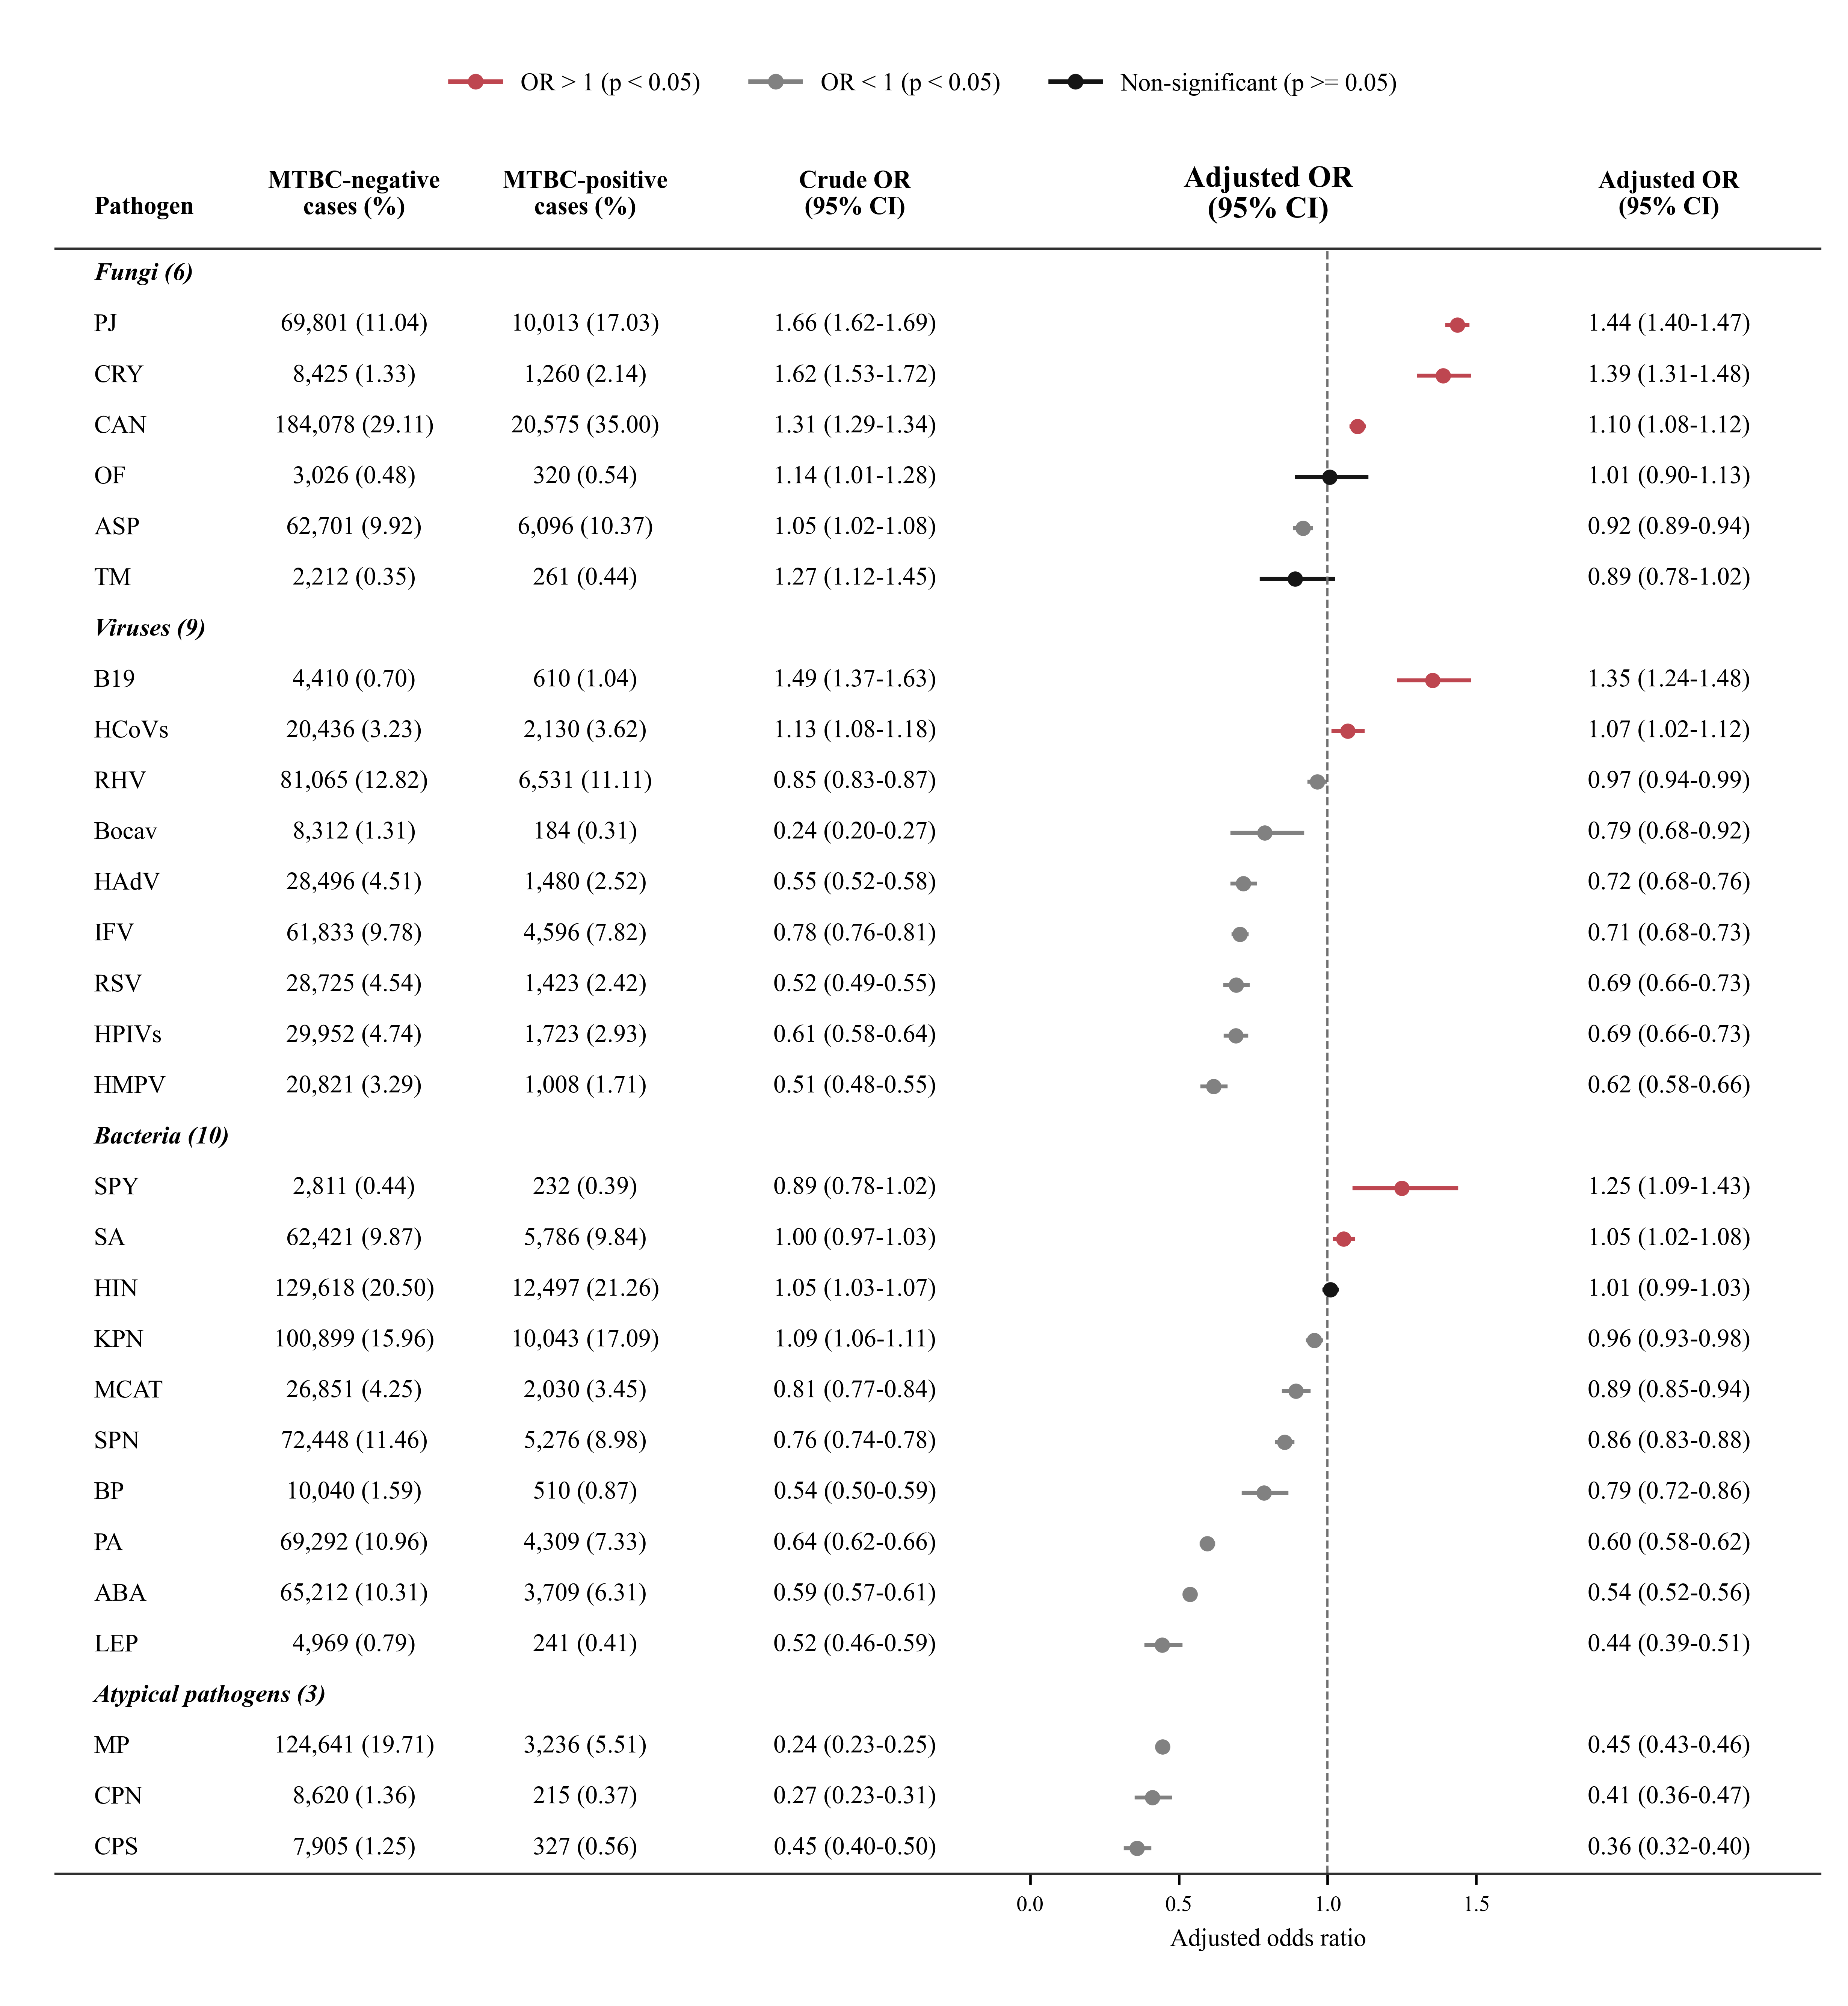 OR > 1 (p < 0.05) OR < 1 (p < 0.05) Non-significant (p >= 0.05)
Pathogen MTBC-negative cases (%) MTBC-positive cases (%) Crude OR (95% CI) Adjusted OR (95% CI) Adjusted OR (95% CI)
Fungi (6)
PJ 69,801 (11.04) 10,013 (17.03) 1.66 (1.62-1.69) 1.44 (1.40-1.47)
CRY 8,425 (1.33) 1,260 (2.14) 1.62 (1.53-1.72) 1.39 (1.31-1.48)
CAN 184,078 (29.11) 20,575 (35.00) 1.31 (1.29-1.34) 1.10 (1.08-1.12)
OF 3,026 (0.48) 320 (0.54) 1.14 (1.01-1.28) 1.01 (0.90-1.13)
ASP 62,701 (9.92) 6,096 (10.37) 1.05 (1.02-1.08) 0.92 (0.89-0.94)
TM 2,212 (0.35) 261 (0.44) 1.27 (1.12-1.45) 0.89 (0.78-1.02)
Viruses (9)
B19 4,410 (0.70) 610 (1.04) 1.49 (1.37-1.63) 1.35 (1.24-1.48)
HCoVs 20,436 (3.23) 2,130 (3.62) 1.13 (1.08-1.18) 1.07 (1.02-1.12)
RHV 81,065 (12.82) 6,531 (11.11) 0.85 (0.83-0.87) 0.97 (0.94-0.99)
Bocav 8,312 (1.31) 184 (0.31) 0.24 (0.20-0.27) 0.79 (0.68-0.92)
HAdV 28,496 (4.51) 1,480 (2.52) 0.55 (0.52-0.58) 0.72 (0.68-0.76)
IFV 61,833 (9.78) 4,596 (7.82) 0.78 (0.76-0.81) 0.71 (0.68-0.73)
RSV 28,725 (4.54) 1,423 (2.42) 0.52 (0.49-0.55) 0.69 (0.66-0.73)
HPIVs 29,952 (4.74) 1,723 (2.93) 0.61 (0.58-0.64) 0.69 (0.66-0.73)
HMPV 20,821 (3.29) 1,008 (1.71) 0.51 (0.48-0.55) 0.62 (0.58-0.66)
Bacteria (10)
SPY 2,811 (0.44) 232 (0.39) 0.89 (0.78-1.02) 1.25 (1.09-1.43)
SA 62,421 (9.87) 5,786 (9.84) 1.00 (0.97-1.03) 1.05 (1.02-1.08)
HIN 129,618 (20.50) 12,497 (21.26) 1.05 (1.03-1.07) 1.01 (0.99-1.03)
KPN 100,899 (15.96) 10,043 (17.09) 1.09 (1.06-1.11) 0.96 (0.93-0.98)
MCAT 26,851 (4.25) 2,030 (3.45) 0.81 (0.77-0.84) 0.89 (0.85-0.94)
SPN 72,448 (11.46) 5,276 (8.98) 0.76 (0.74-0.78) 0.86 (0.83-0.88)
BP 10,040 (1.59) 510 (0.87) 0.54 (0.50-0.59) 0.79 (0.72-0.86)
PA 69,292 (10.96) 4,309 (7.33) 0.64 (0.62-0.66) 0.60 (0.58-0.62)
ABA 65,212 (10.31) 3,709 (6.31) 0.59 (0.57-0.61) 0.54 (0.52-0.56)
LEP 4,969 (0.79) 241 (0.41) 0.52 (0.46-0.59) 0.44 (0.39-0.51)
Atypical pathogens (3)
MP 124,641 (19.71) 3,236 (5.51) 0.24 (0.23-0.25) 0.45 (0.43-0.46)
CPN 8,620 (1.36) 215 (0.37) 0.27 (0.23-0.31) 0.41 (0.36-0.47)
CPS 7,905 (1.25) 327 (0.56) 0.45 (0.40-0.50) 0.36 (0.32-0.40)
0.0 0.5 1.0 1.5
Adjusted odds ratio